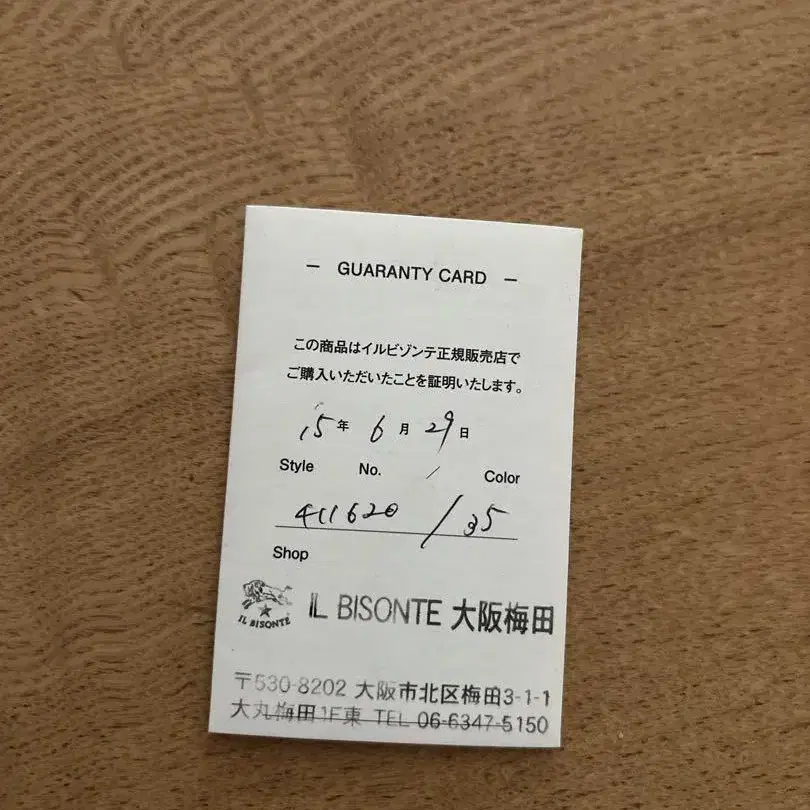 — GUARANTY CARD —
この商品はイルビゾンテ正規販売店で
ご購入いただいたことを証明いたします。
15年 6月 29日
Style No. / Color
411620 / 35
Shop
IL BISONTE
IL BISONTE 大阪梅田
〒530-8202 大阪市北区梅田3-1-1
大丸梅田1F東 TEL 06-6347-5150